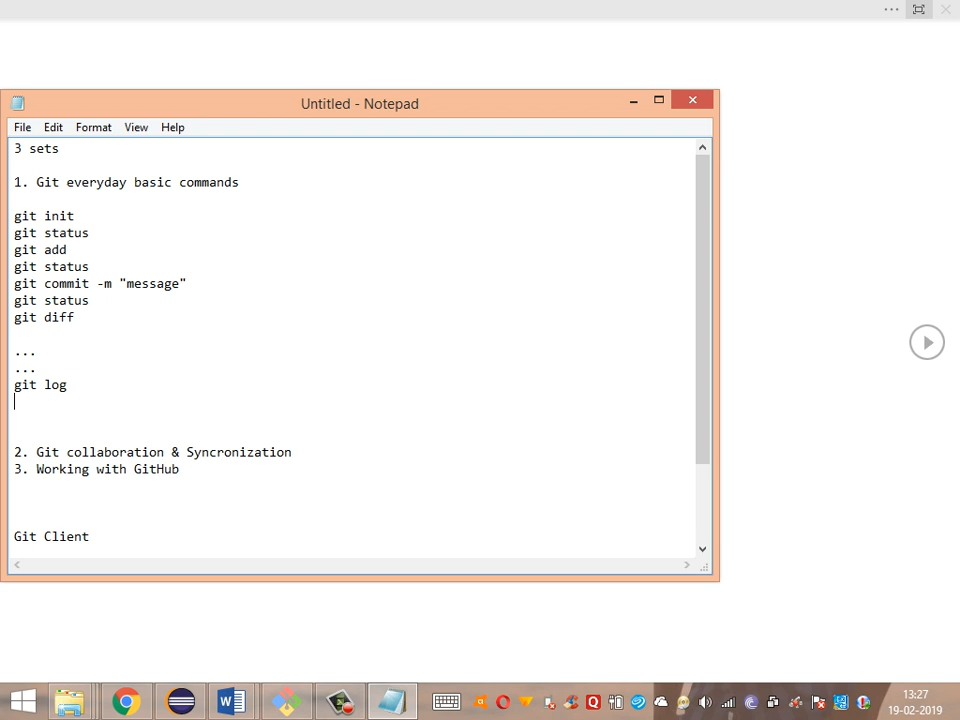 Untitled - Notepad
File Edit Format View Help
3 sets
1. Git everyday basic commands
git init
git status
git add
git status
git commit -m "message"
git status
git diff
...
...
git log
2. Git collaboration & Syncronization
3. Working with GitHub
Git Client
13:27
19-02-2019